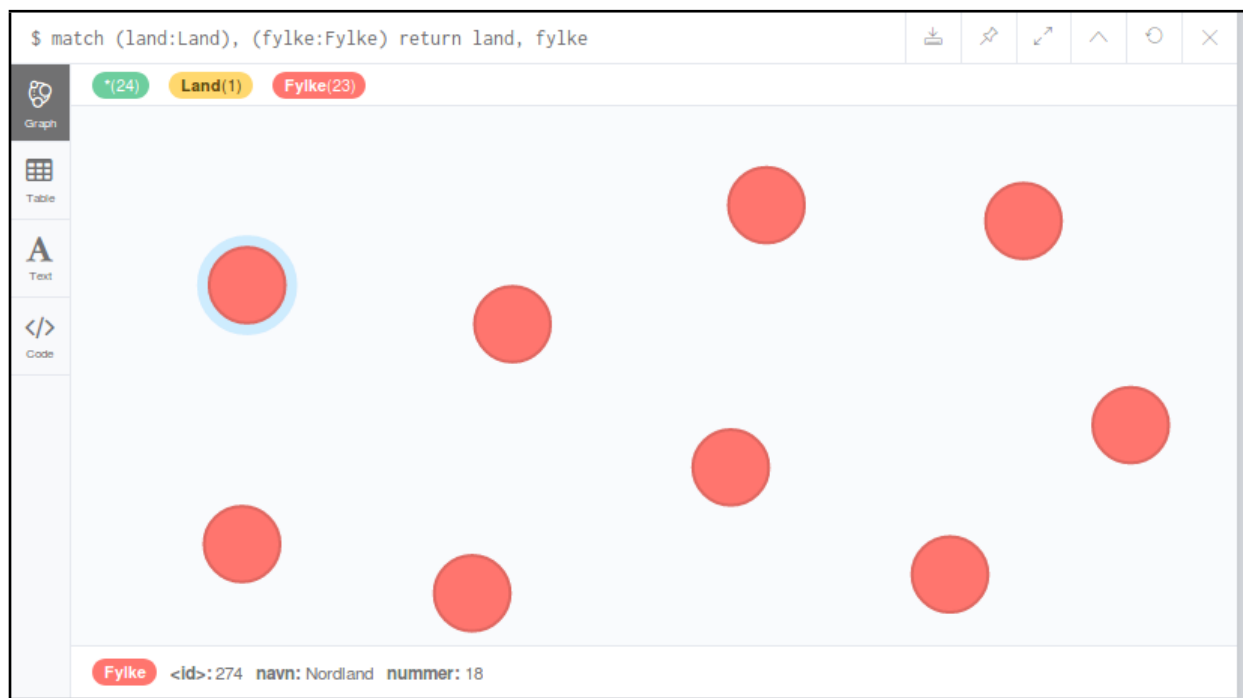 $ match (land:Land), (fylke:Fylke) return land, fylke
*(24) Land(1) Fylke(23)
Graph
Table
A
Text
</>
Code
Fylke <id>: 274 navn: Nordland nummer: 18